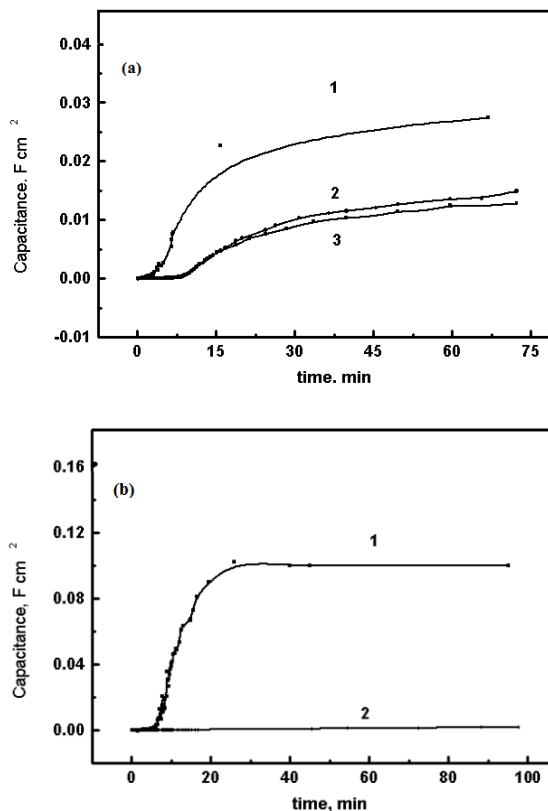 (a)
0.04
0.03
0.02
0.01
0.00
-0.01
Capacitance. F cm 2
1
2
3
0 15 30 45 60 75
time. min
(b)
0.16
0.12
0.08
0.04
0.00
Capacitance, F cm 2
1
2
0 20 40 60 80 100
time, min